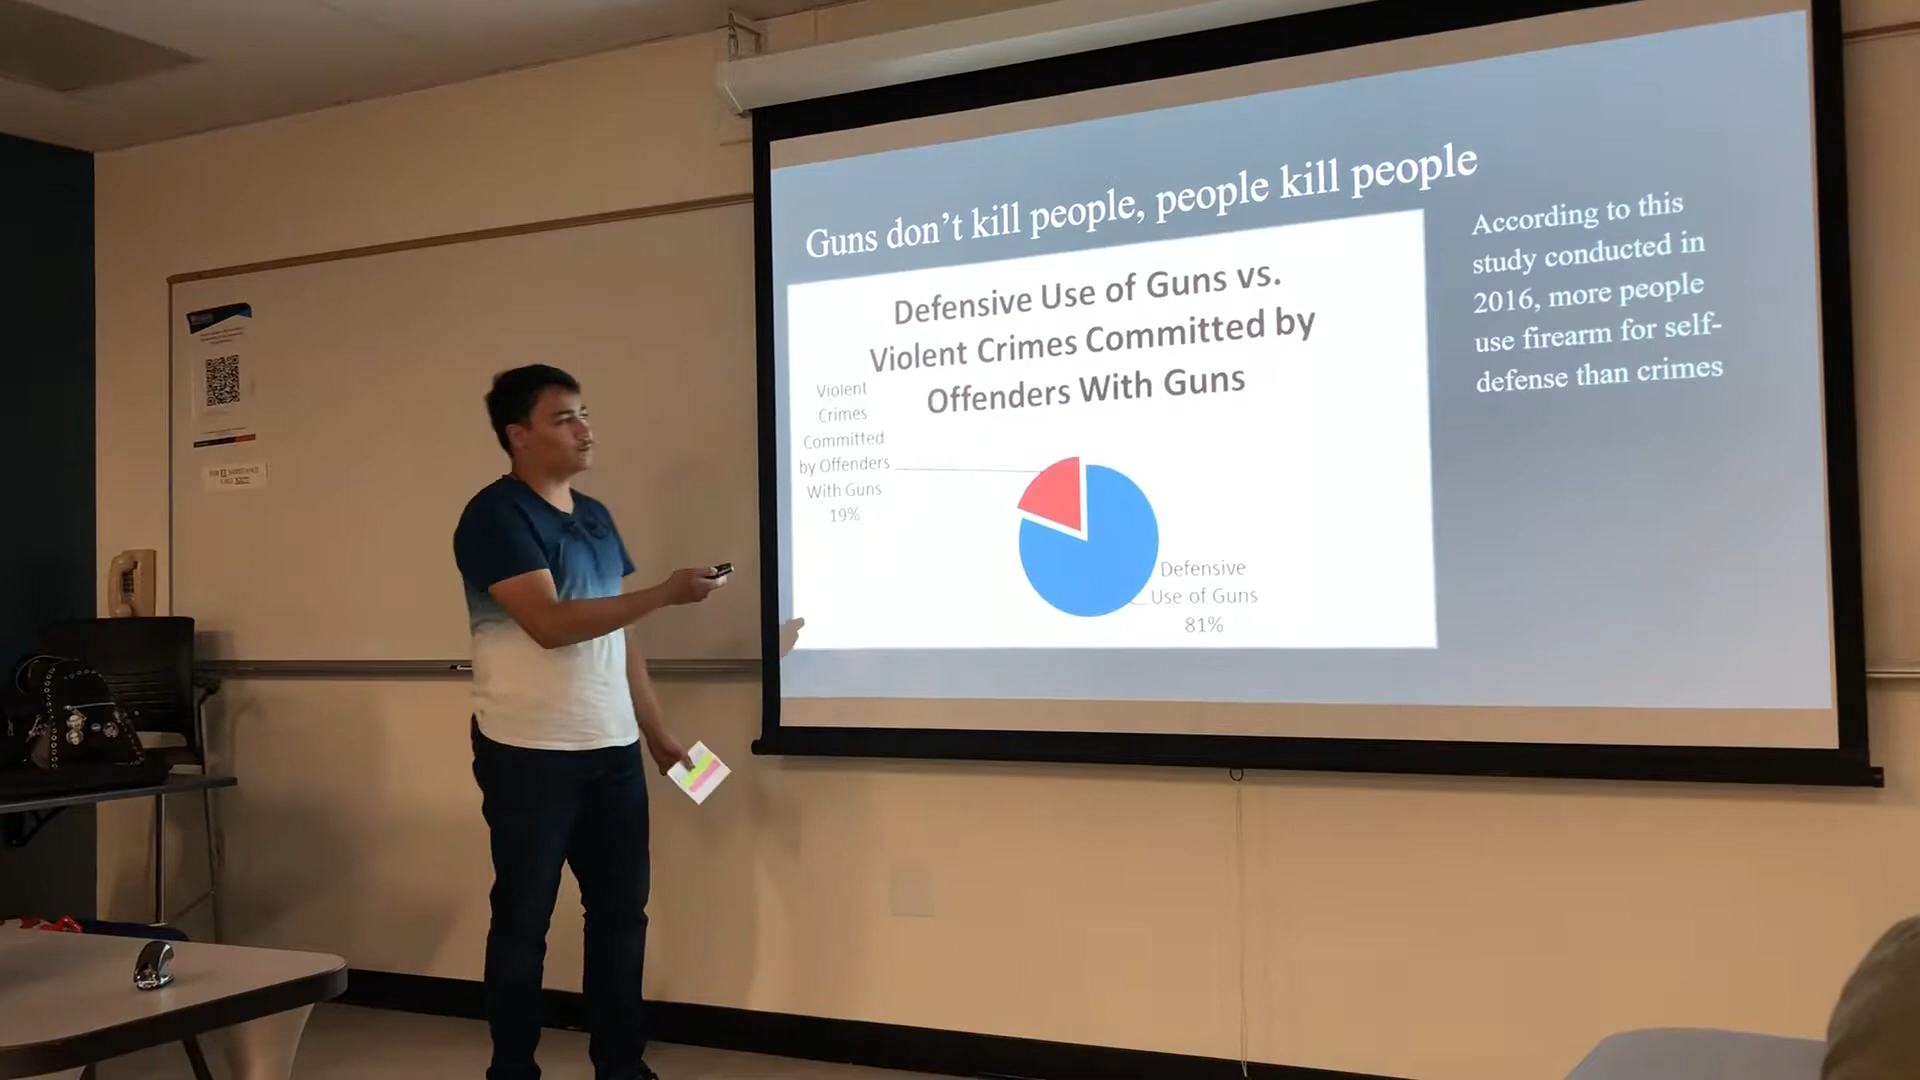 Guns don't kill people, people kill people
Defensive Use of Guns vs.
Violent Crimes Committed by
Offenders With Guns
Violent
Crimes
Committed
by Offenders
With Guns
19%
Defensive
Use of Guns
81%
According to this
study conducted in
2016, more people
use firearm for self-
defense than crimes